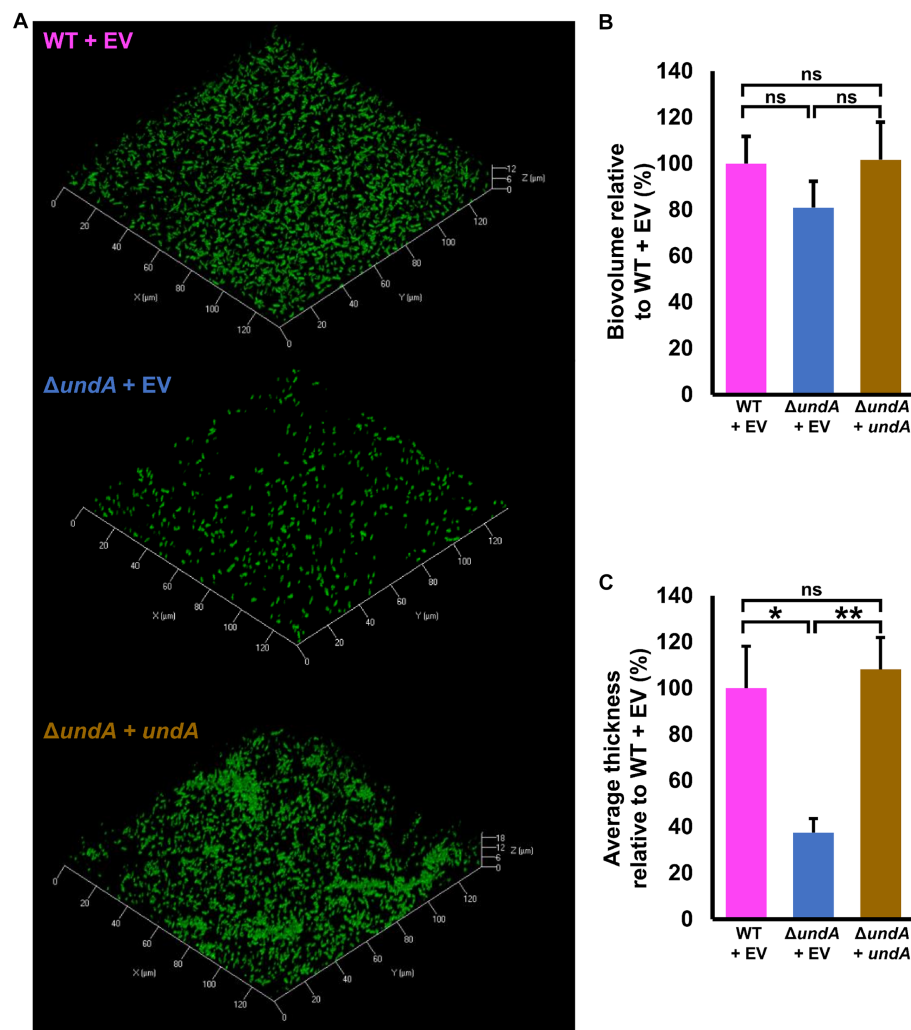 A
WT + EV
12
6
0
Z (µm)
0
20
40
60
80
100
120
X (µm)
0
20
40
60
80
100
120
Y (µm)
ΔundA + EV
0
20
40
60
80
100
120
X (µm)
0
20
40
60
80
100
120
Y (µm)
ΔundA + undA
18
12
6
0
Z (µm)
0
20
40
60
80
100
120
X (µm)
0
20
40
60
80
100
120
Y (µm)
B
Biovolume relative
to WT + EV (%)
140
120
100
80
60
40
20
0
ns
ns
ns
WT
+ EV
ΔundA
+ EV
ΔundA
+ undA
C
Average thickness
relative to WT + EV (%)
140
120
100
80
60
40
20
0
ns
*
**
WT
+ EV
ΔundA
+ EV
ΔundA
+ undA